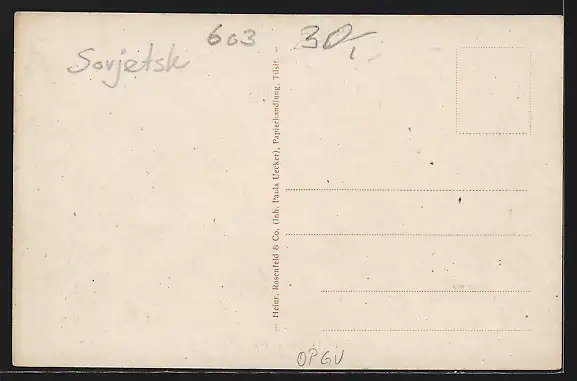 Sovjetsk
603
30,
— Heinr. Rosenfeld & Co. (Inh. Paula Uecker), Papierhandlung, Tilsit. —
OPGU